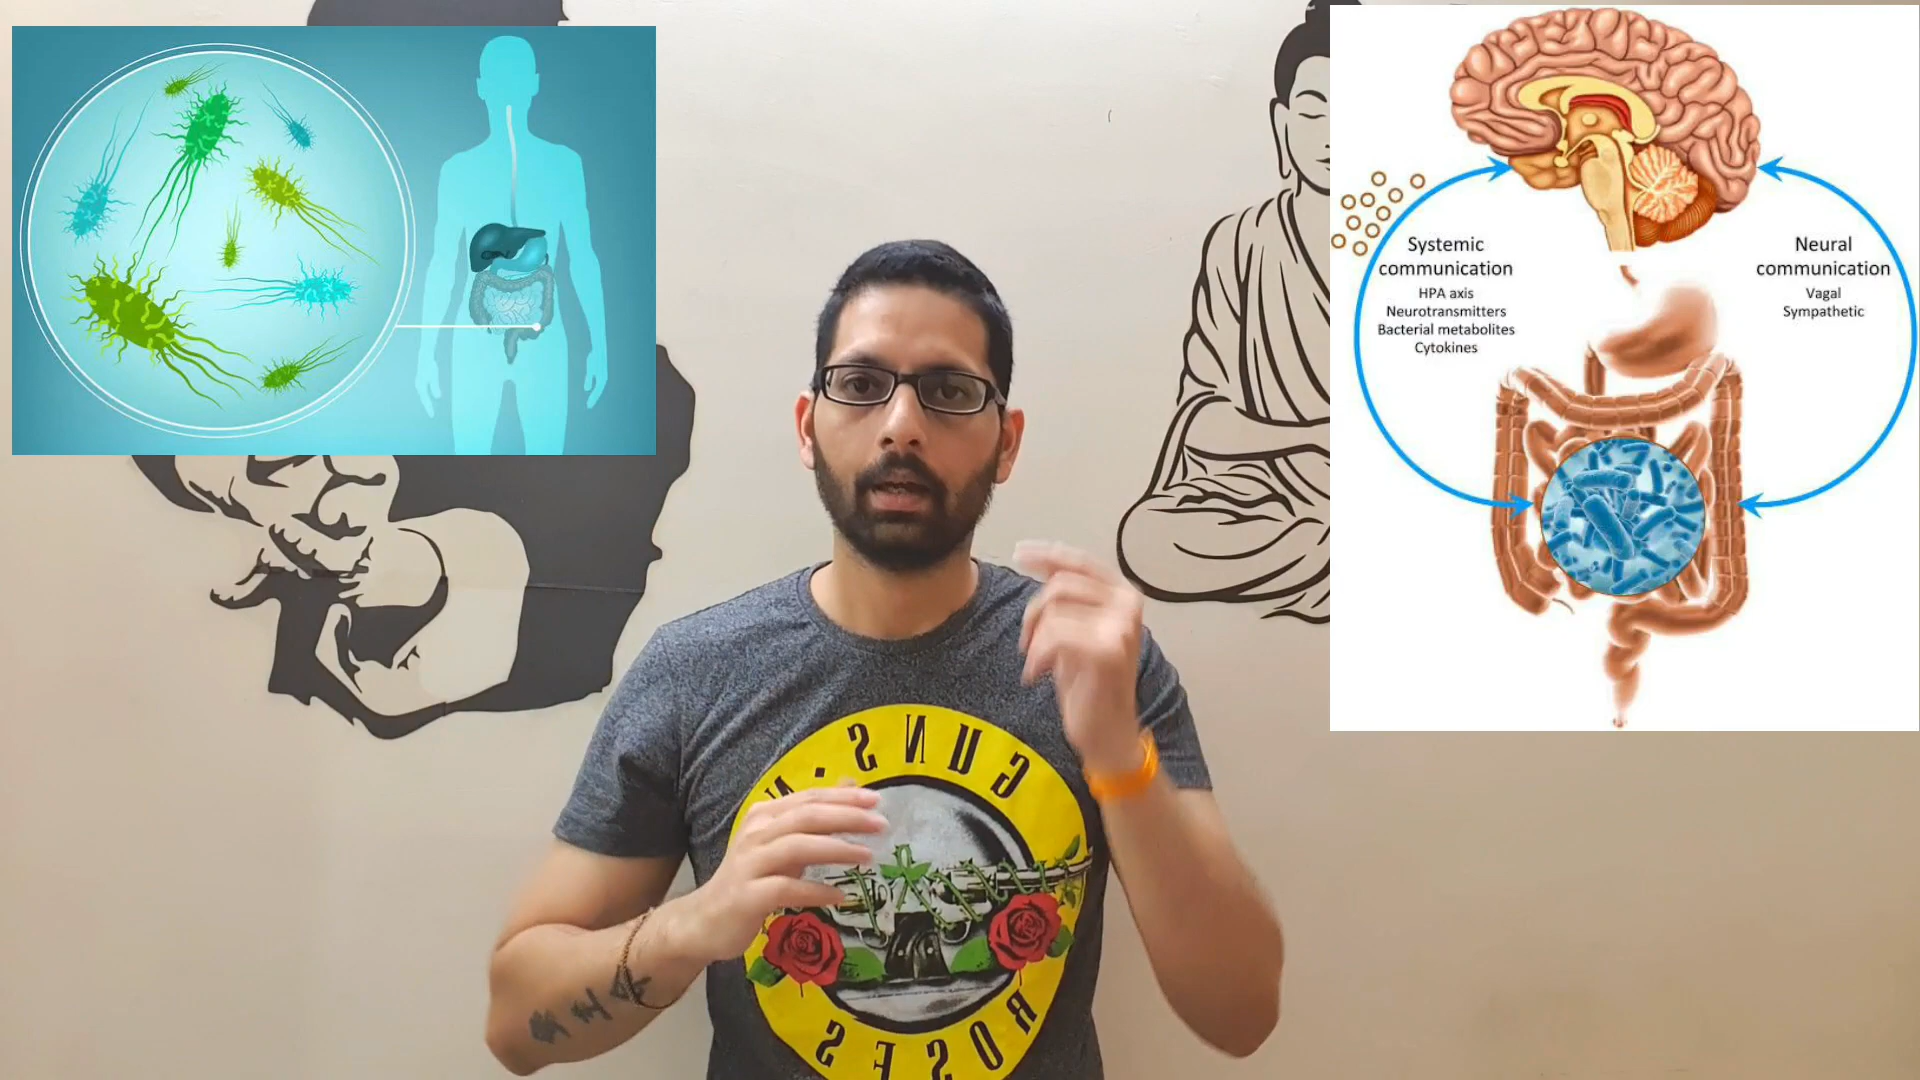 Systemic
communication
HPA axis
Neurotransmitters
Bacterial metabolites
Cytokines
Neural
communication
Vagal
Sympathetic
GUNS N
ROSES